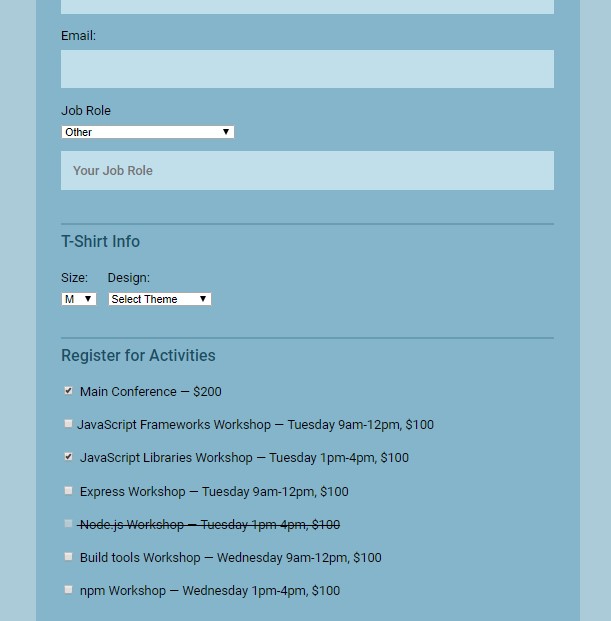 Email:
Job Role
Other
Your Job Role
T-Shirt Info
Size: Design:
M Select Theme
Register for Activities
Main Conference — $200
JavaScript Frameworks Workshop — Tuesday 9am-12pm, $100
JavaScript Libraries Workshop — Tuesday 1pm-4pm, $100
Express Workshop — Tuesday 9am-12pm, $100
Node.js Workshop — Tuesday 1pm-4pm, $100
Build tools Workshop — Wednesday 9am-12pm, $100
npm Workshop — Wednesday 1pm-4pm, $100